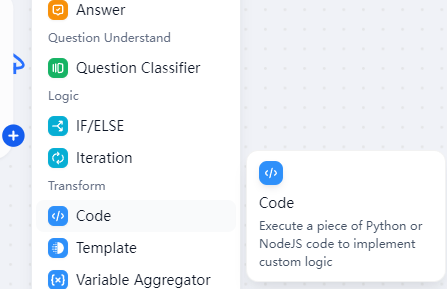 Answer
Question Understand
Question Classifier
Logic
IF/ELSE
Iteration
Transform
Code
Template
Variable Aggregator
Code
Execute a piece of Python or
NodeJS code to implement
custom logic